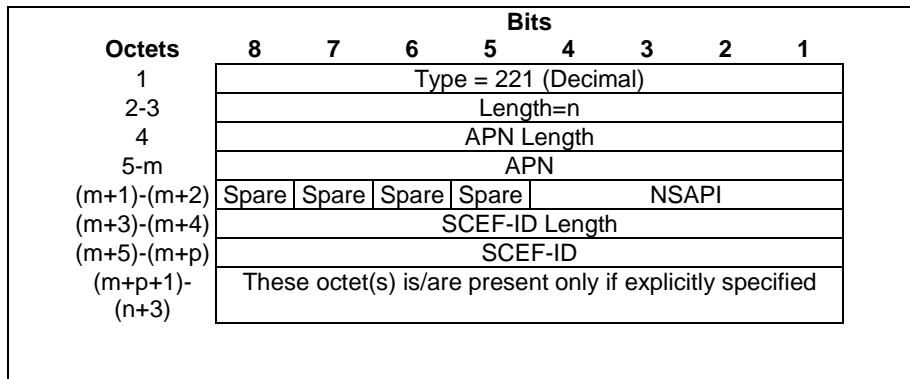 Bits
Octets 8 7 6 5 4 3 2 1
1 Type = 221 (Decimal)
2-3 Length=n
4 APN Length
5-m APN
(m+1)-(m+2) Spare Spare Spare Spare NSAPI
(m+3)-(m+4) SCEF-ID Length
(m+5)-(m+p) SCEF-ID
(m+p+1)- These octet(s) is/are present only if explicitly specified
(n+3)